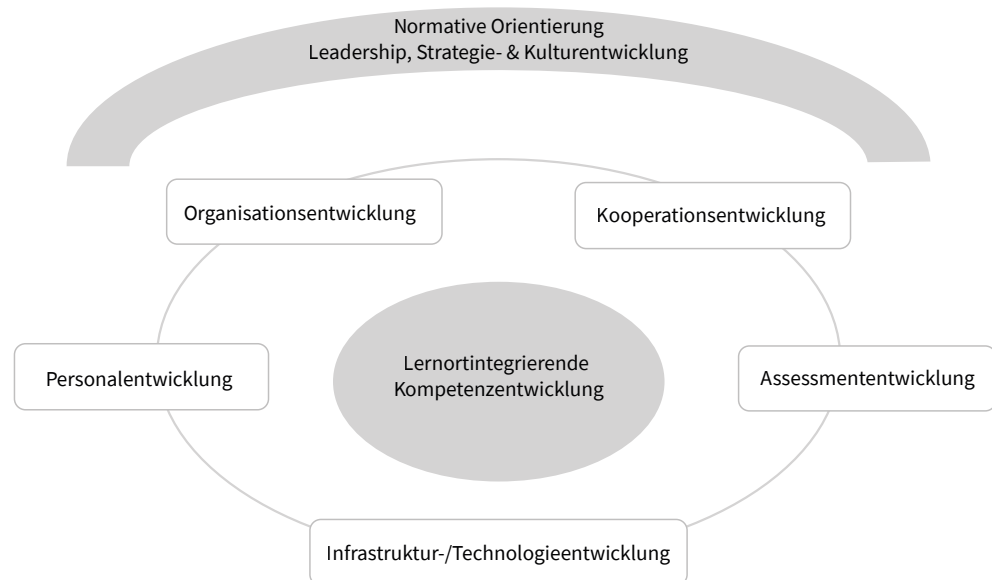 Normative Orientierung
Leadership, Strategie- & Kulturentwicklung
Organisationsentwicklung
Kooperationsentwicklung
Lernortintegrierende
Kompetenzentwicklung
Personalentwicklung
Assessmententwicklung
Infrastruktur-/Technologieentwicklung